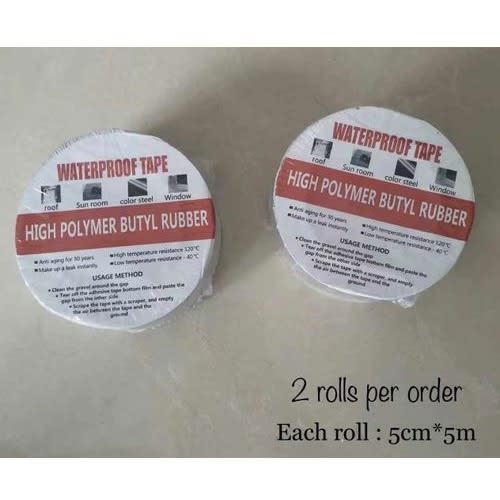 WATERPROOF TAPE
roof Sun room color steel Window
HIGH POLYMER BUTYL RUBBER
• Anti aging for 30 years • High temperature resistance 120℃
• Make up a leak instantly • Low temperature resistance - 40℃
USAGE METHOD
• Clean the gravel around the gap
• Tear off the adhesive tape bottom film and paste the
gap from the other side
• Scrape the tape with a scraper, and empty
the air between the tape and the
ground
WATERPROOF TAPE
roof Sun room color steel Window
HIGH POLYMER BUTYL RUBBER
• Anti aging for 30 years • High temperature resistance 120℃
• Make up a leak instantly • Low temperature resistance - 40℃
USAGE METHOD
• Clean the gravel around the gap
• Tear off the adhesive tape bottom film and paste the
gap from the other side
• Scrape the tape with a scraper, and empty
the air between the tape and the
ground
2 rolls per order
Each roll : 5cm*5m